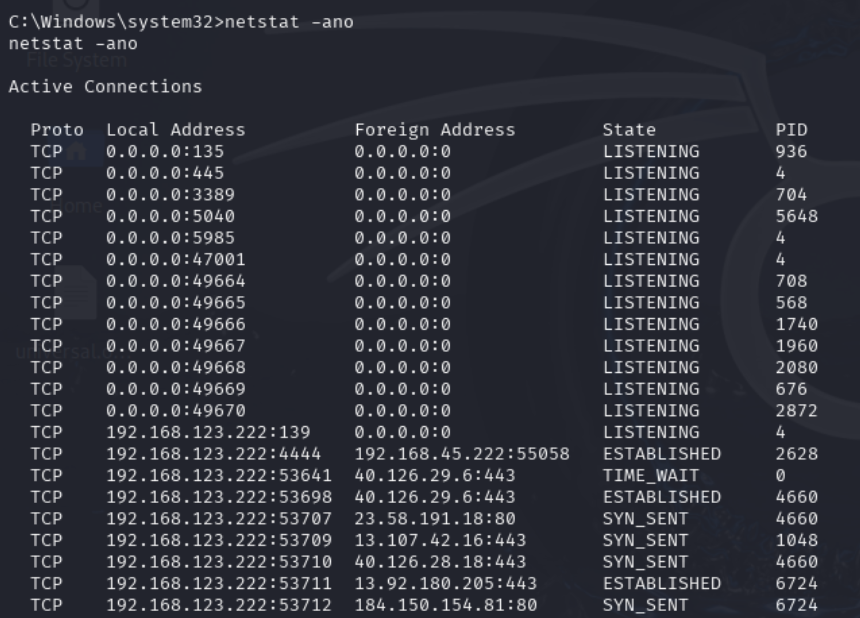 C:\Windows\system32>netstat -ano
netstat -ano
File System
Active Connections
Proto Local Address Foreign Address State PID
TCP 0.0.0.0:135 0.0.0.0:0 LISTENING 936
TCP 0.0.0.0:445 0.0.0.0:0 LISTENING 4
TCP 0.0.0.0:3389 0.0.0.0:0 LISTENING 704
Home
TCP 0.0.0.0:5040 0.0.0.0:0 LISTENING 5648
TCP 0.0.0.0:5985 0.0.0.0:0 LISTENING 4
TCP 0.0.0.0:47001 0.0.0.0:0 LISTENING 4
TCP 0.0.0.0:49664 0.0.0.0:0 LISTENING 708
TCP 0.0.0.0:49665 0.0.0.0:0 LISTENING 568
TCP 0.0.0.0:49666 0.0.0.0:0 LISTENING 1740
TCP 0.0.0.0:49667 0.0.0.0:0 LISTENING 1960
TCP 0.0.0.0:49668 0.0.0.0:0 LISTENING 2080
TCP 0.0.0.0:49669 0.0.0.0:0 LISTENING 676
TCP 0.0.0.0:49670 0.0.0.0:0 LISTENING 2872
TCP 192.168.123.222:139 0.0.0.0:0 LISTENING 4
TCP 192.168.123.222:4444 192.168.45.222:55058 ESTABLISHED 2628
TCP 192.168.123.222:53641 40.126.29.6:443 TIME_WAIT 0
TCP 192.168.123.222:53698 40.126.29.6:443 ESTABLISHED 4660
TCP 192.168.123.222:53707 23.58.191.18:80 SYN_SENT 4660
TCP 192.168.123.222:53709 13.107.42.16:443 SYN_SENT 1048
TCP 192.168.123.222:53710 40.126.28.18:443 SYN_SENT 4660
TCP 192.168.123.222:53711 13.92.180.205:443 ESTABLISHED 6724
TCP 192.168.123.222:53712 184.150.154.81:80 SYN_SENT 6724